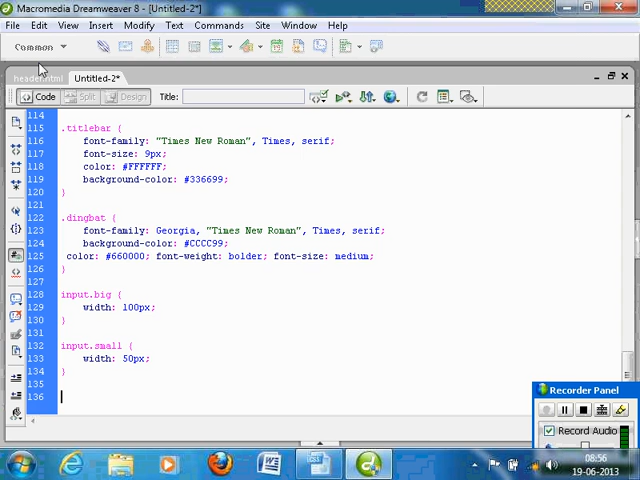 Macromedia Dreamweaver 8 - [Untitled-2*]
File Edit View Insert Modify Text Commands Site Window Help
Common
header.html Untitled-2*
Code Split Design Title:
114
115 .titlebar {
116 font-family: "Times New Roman", Times, serif;
117 font-size: 9px;
118 color: #FFFFFF;
119 background-color: #336699;
120 }
121
122 .dingbat {
123 font-family: Georgia, "Times New Roman", Times, serif;
124 background-color: #CCCC99;
125 color: #660000; font-weight: bolder; font-size: medium;
126 }
127
128 input.big {
129 width: 100px;
130 }
131
132 input.small {
133 width: 50px;
134 }
135
136
Recorder Panel
Record Audio
08:56
19-06-2013